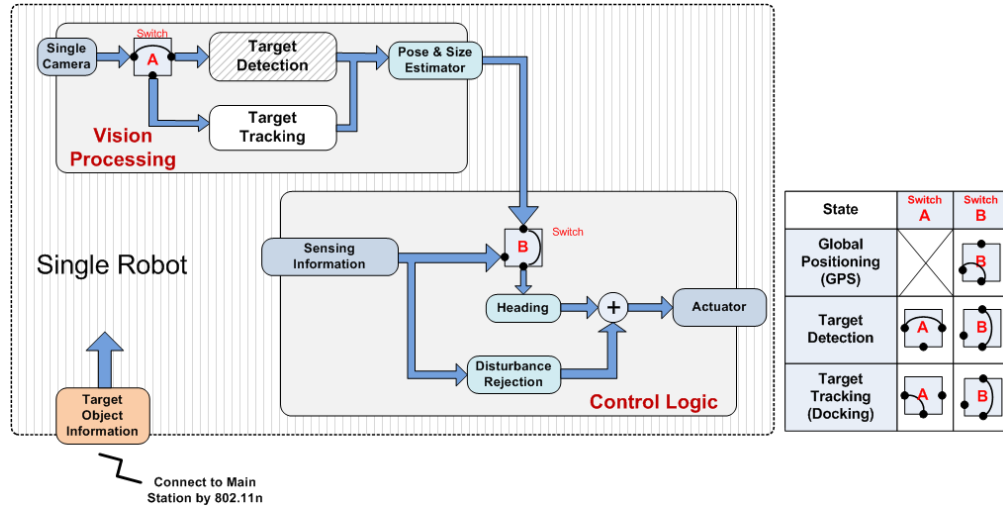 Switch
Single
Camera
A
Target
Detection
Pose & Size
Estimator
Target
Tracking
Vision
Processing
Switch
B
Sensing
Information
Single Robot
Heading
+
Actuator
Disturbance
Rejection
Control Logic
Target
Object
Information
Connect to Main
Station by 802.11n
State
Switch
A
Switch
B
Global
Positioning
(GPS)
B
Target
Detection
A
B
Target
Tracking
(Docking)
A
B